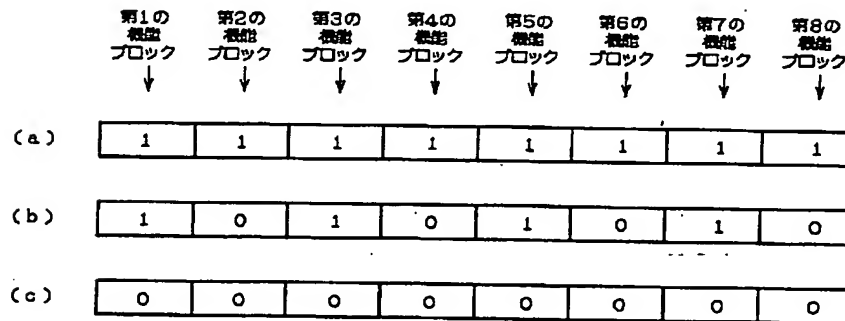 第1の 第2の 第3の 第4の 第5の 第6の 第7の 第8の
機能 機能 機能 機能 機能 機能 機能 機能
ブロック ブロック ブロック ブロック ブロック ブロック ブロック ブロック
(a) 1 1 1 1 1 1 1 1
(b) 1 0 1 0 1 0 1 0
(c) 0 0 0 0 0 0 0 0